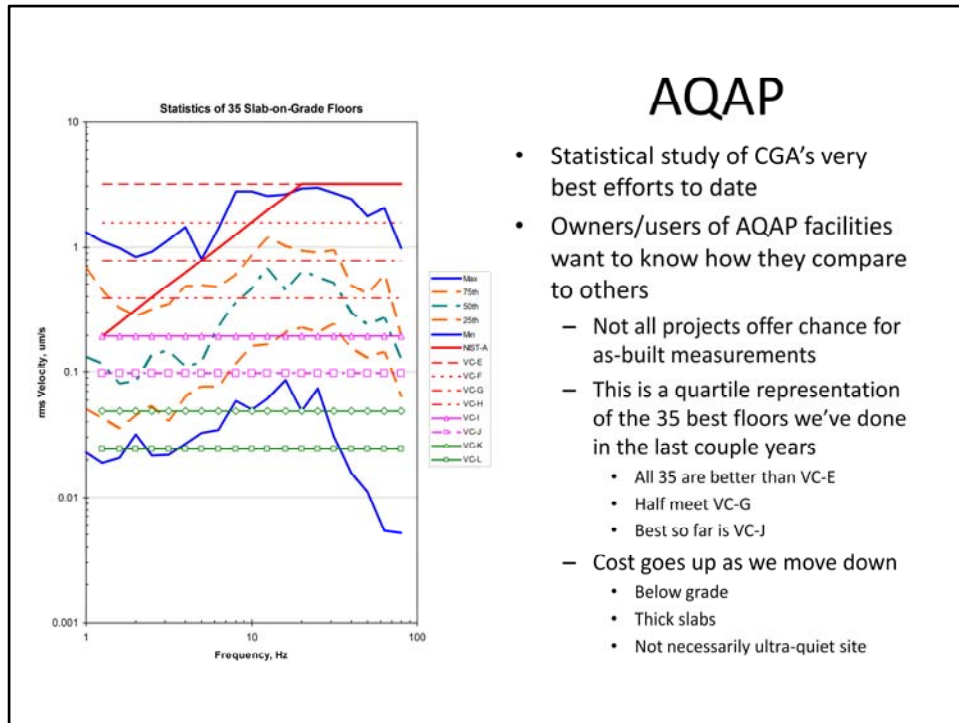 Statistics of 35 Slab-on-Grade Floors
10
1
0.1
0.01
0.001
rms Velocity, um/s
1
10
100
Frequency, Hz
Max
75th
50th
25th
Min
NIST-A
VC-E
VC-F
VC-G
VC-H
VC-I
VC-J
VC-K
VC-L
AQAP
• Statistical study of CGA’s very
best efforts to date
• Owners/users of AQAP facilities
want to know how they compare
to others
– Not all projects offer chance for
as-built measurements
– This is a quartile representation
of the 35 best floors we’ve done
in the last couple years
• All 35 are better than VC-E
• Half meet VC-G
• Best so far is VC-J
– Cost goes up as we move down
• Below grade
• Thick slabs
• Not necessarily ultra-quiet site